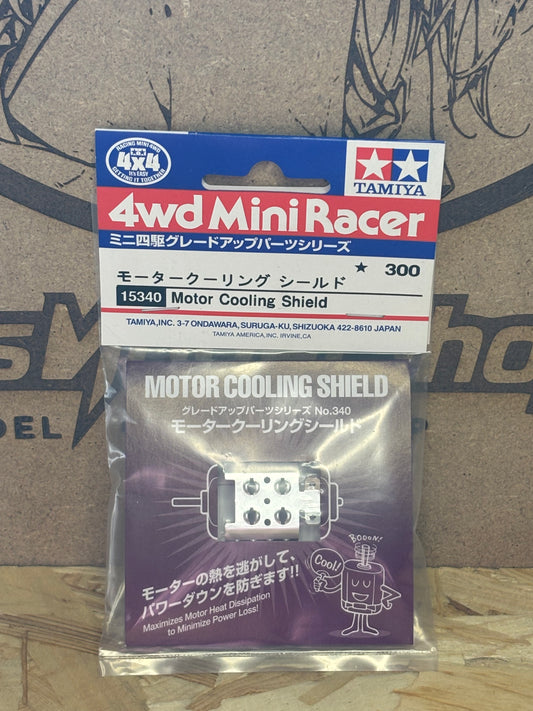 RACING MINI 4WD
4x4
It's EASY
GETTING IT TOGETHER
TAMIYA
4wd Mini Racer
ミニ四駆グレードアップパーツシリーズ
モータークーリング シールド
★ 300
15340 Motor Cooling Shield
TAMIYA, INC. 3-7 ONDAWARA, SURUGA-KU, SHIZUOKA 422-8610 JAPAN
TAMIYA AMERICA, INC. IRVINE, CA
MOTOR COOLING SHIELD
グレードアップパーツシリーズ No.340
モータークーリングシールド
BOOON!
Cool!
モーターの熱を逃がして、
パワーダウンを防ぎます!!
Maximizes Motor Heat Dissipation
to Minimize Power Loss!